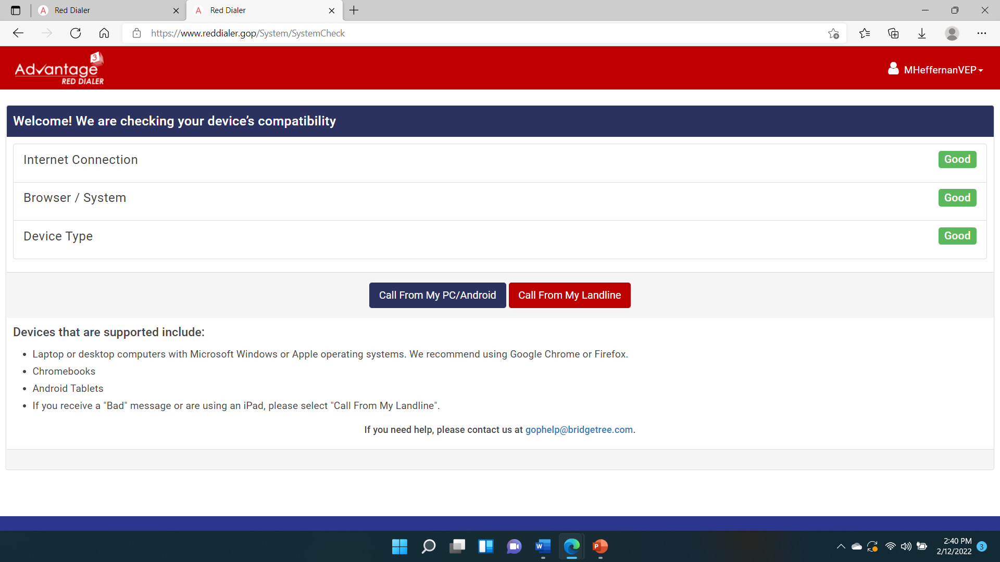 Red Dialer
Red Dialer
https://www.reddialer.gop/System/SystemCheck
3
Advantage
RED DIALER
MHeffernanVEP
Welcome! We are checking your device’s compatibility
Internet Connection
Good
Browser / System
Good
Device Type
Good
Call From My PC/Android
Call From My Landline
Devices that are supported include:
• Laptop or desktop computers with Microsoft Windows or Apple operating systems. We recommend using Google Chrome or Firefox.
• Chromebooks
• Android Tablets
• If you receive a "Bad" message or are using an iPad, please select "Call From My Landline".
If you need help, please contact us at gophelp@bridgetree.com.
2:40 PM
2/12/2022
3